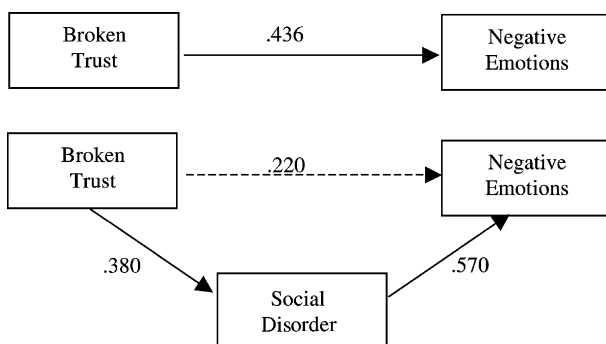 Broken
Trust
.436
Negative
Emotions
Broken
Trust
.220
Negative
Emotions
.380
.570
Social
Disorder